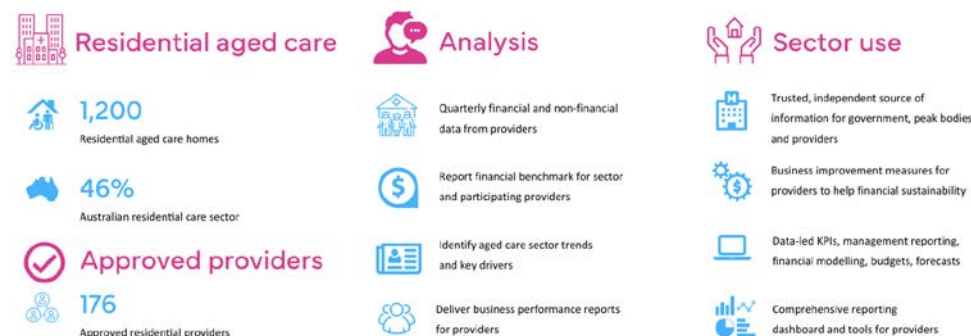 Residential aged care
1,200
Residential aged care homes
46%
Australian residential care sector
Approved providers
176
Approved residential providers
Analysis
Quarterly financial and non-financial
data from providers
$
Report financial benchmark for sector
and participating providers
Identify aged care sector trends
and key drivers
Deliver business performance reports
for providers
Sector use
H
Trusted, independent source of
information for government, peak bodies
and providers
$
Business improvement measures for
providers to help financial sustainability
Data-led KPIs, management reporting,
financial modelling, budgets, forecasts
Comprehensive reporting
dashboard and tools for providers